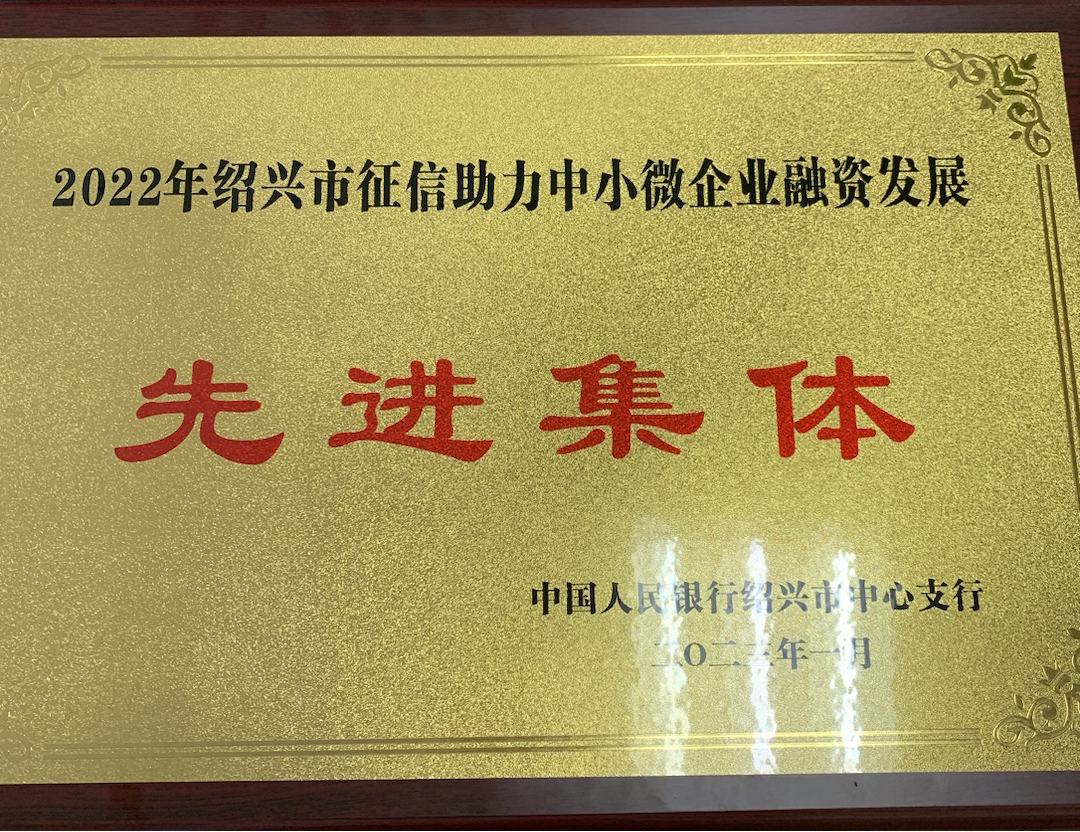 2022年绍兴市征信助力中小微企业融资发展
先进集体
中国人民银行绍兴市中心支行
二〇二三年一月